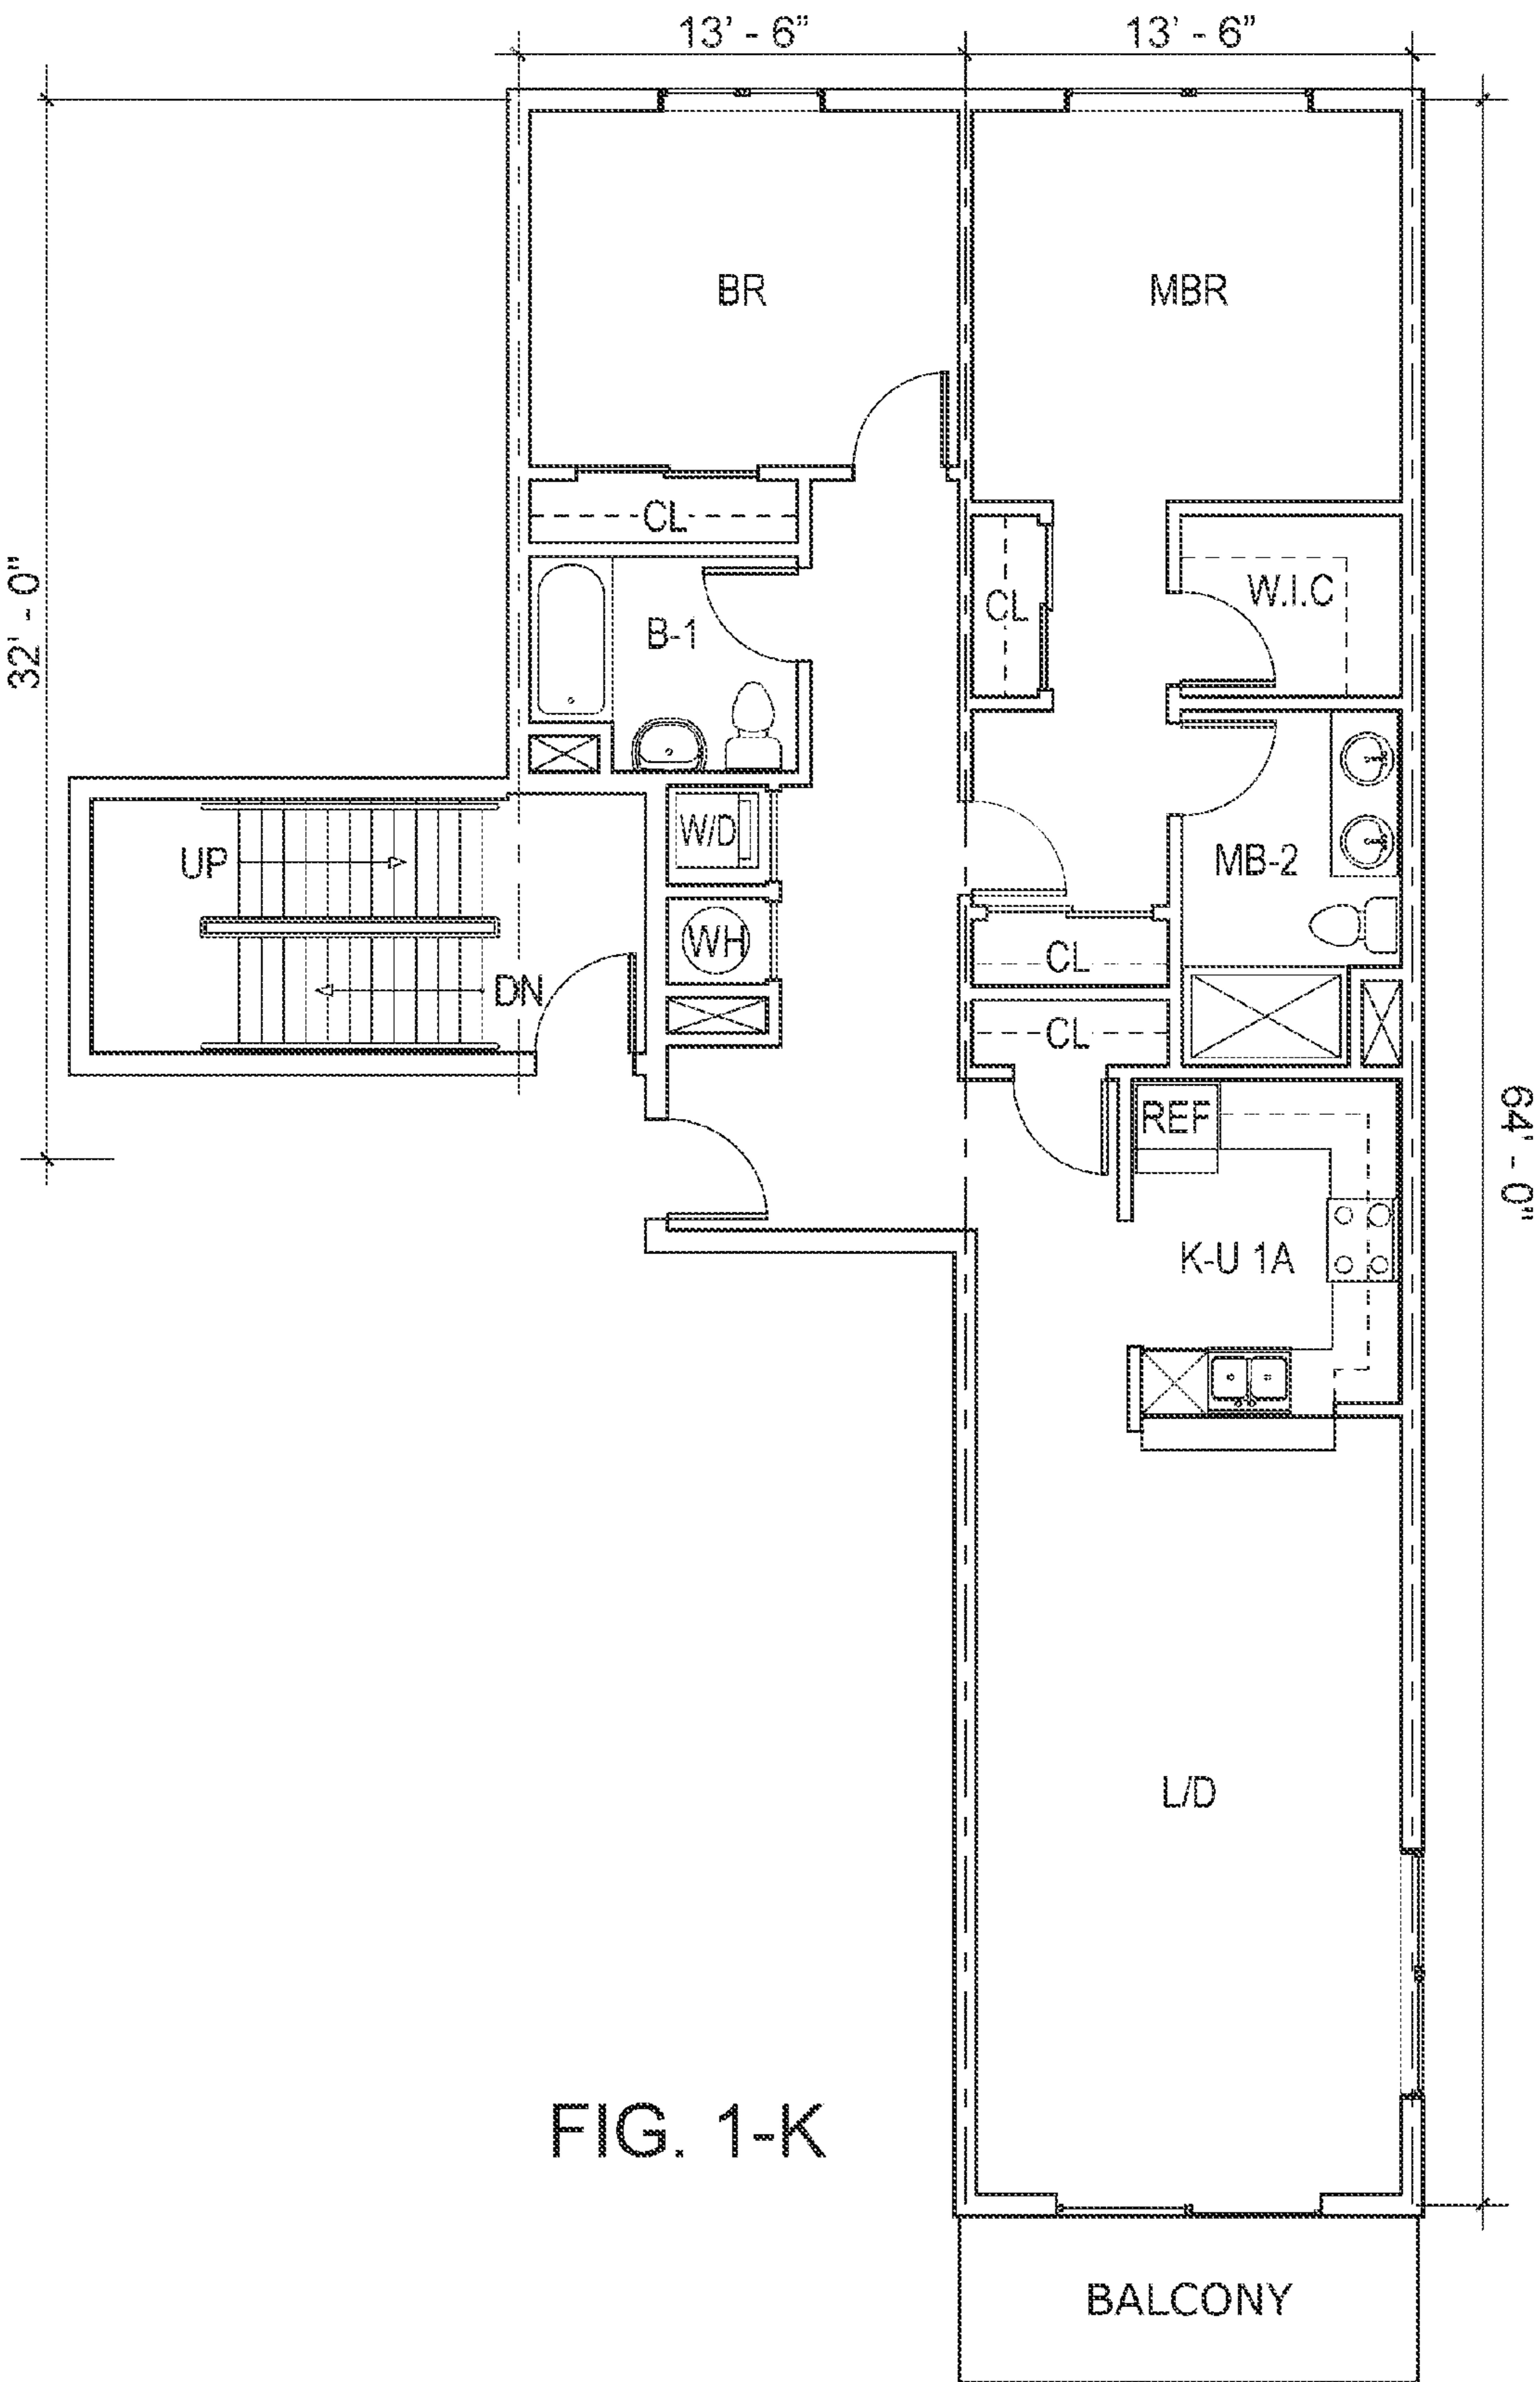 13' - 6" 13' - 6"
BR
MBR
CL
CL
W.I.C
32' - 0"
B-1
UP
W/D
MB-2
WH
CL
DN
CL
REF
64' - 0"
K-U 1A
L/D
FIG. 1-K
BALCONY